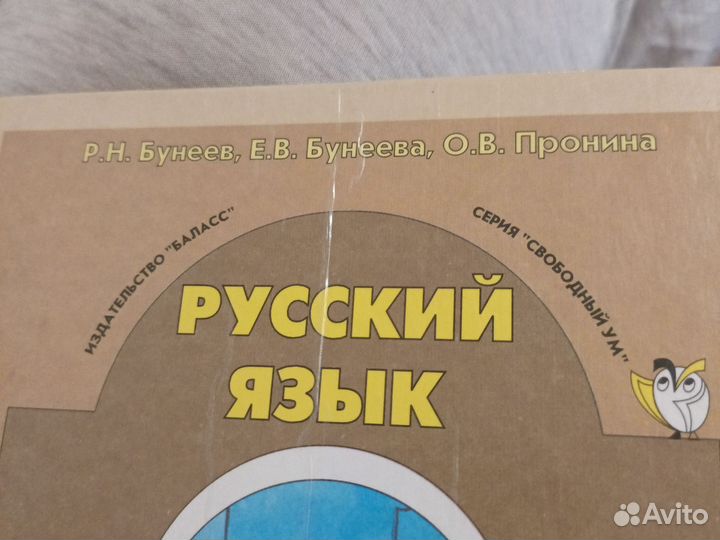 Р.Н. Бунеев, Е.В. Бунеева, О.В. Пронина
ИЗДАТЕЛЬСТВО "БАЛАСС"
СЕРИЯ "СВОБОДНЫЙ УМ"
РУССКИЙ
ЯЗЫК
Avito